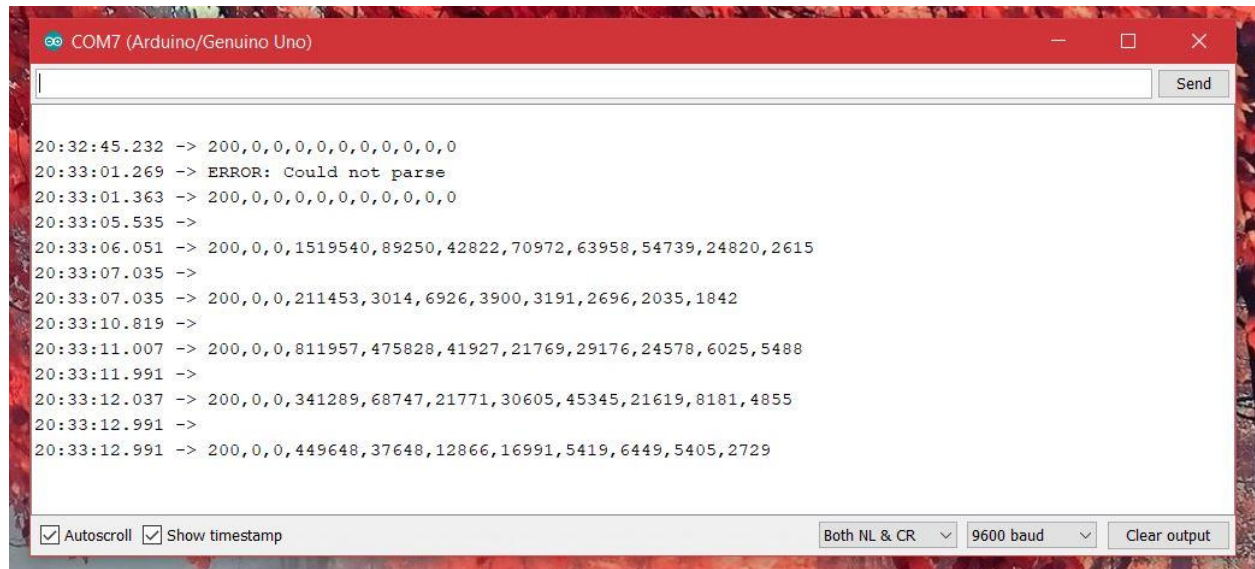 COM7 (Arduino/Genuino Uno)
Send
20:32:45.232 -> 200,0,0,0,0,0,0,0,0,0,0,0
20:33:01.269 -> ERROR: Could not parse
20:33:01.363 -> 200,0,0,0,0,0,0,0,0,0,0,0
20:33:05.535 ->
20:33:06.051 -> 200,0,0,1519540,89250,42822,70972,63958,54739,24820,2615
20:33:07.035 ->
20:33:07.035 -> 200,0,0,211453,3014,6926,3900,3191,2696,2035,1842
20:33:10.819 ->
20:33:11.007 -> 200,0,0,811957,475828,41927,21769,29176,24578,6025,5488
20:33:11.991 ->
20:33:12.037 -> 200,0,0,341289,68747,21771,30605,45345,21619,8181,4855
20:33:12.991 ->
20:33:12.991 -> 200,0,0,449648,37648,12866,16991,5419,6449,5405,2729
Autoscroll Show timestamp Both NL & CR 9600 baud Clear output